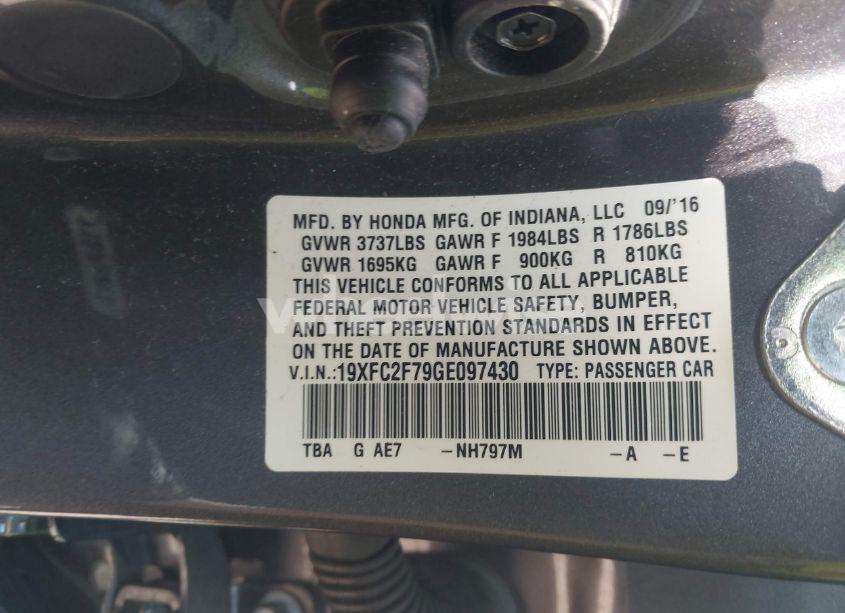 MFD. BY HONDA MFG. OF INDIANA, LLC 09/'16
GVWR 3737LBS GAWR F 1984LBS R 1786LBS
GVWR 1695KG GAWR F 900KG R 810KG
THIS VEHICLE CONFORMS TO ALL APPLICABLE
FEDERAL MOTOR VEHICLE SAFETY, BUMPER,
AND THEFT PREVENTION STANDARDS IN EFFECT
ON THE DATE OF MANUFACTURE SHOWN ABOVE.
V.I.N.: 19XFC2F79GE097430 TYPE: PASSENGER CAR
TBA G AE7 -NH797M -A -E